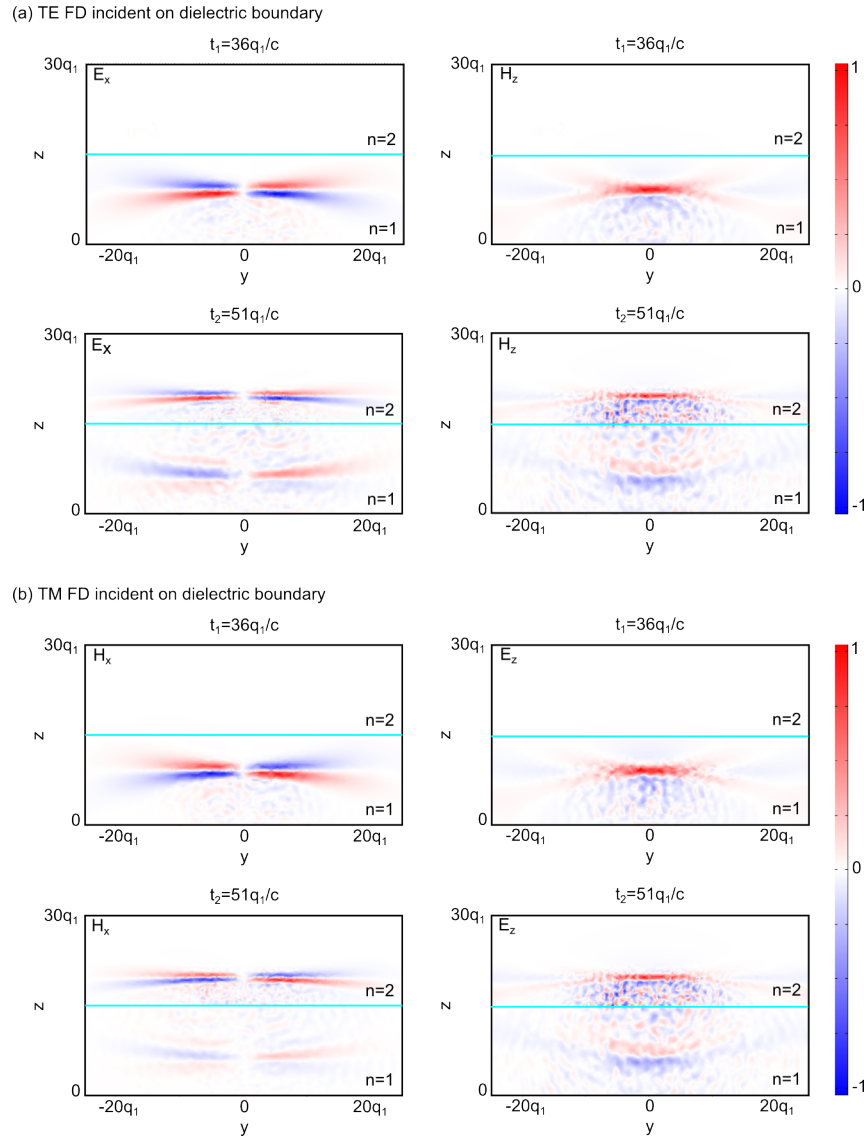 (a) TE FD incident on dielectric boundary
t₁=36q₁/c
t₁=36q₁/c
30q₁
Eₓ
n=2
z
n=1
0
-20q₁
0
20q₁
y
30q₁
H_z
n=2
z
n=1
0
-20q₁
0
20q₁
y
1
0
-1
t₂=51q₁/c
t₂=51q₁/c
30q₁
Ex
n=2
z
n=1
0
-20q₁
0
20q₁
y
30q₁
H_z
n=2
z
n=1
0
-20q₁
0
20q₁
y
(b) TM FD incident on dielectric boundary
t₁=36q₁/c
t₁=36q₁/c
30q₁
Hₓ
n=2
z
n=1
0
-20q₁
0
20q₁
y
30q₁
E_z
n=2
z
n=1
0
-20q₁
0
20q₁
y
1
0
-1
t₂=51q₁/c
t₂=51q₁/c
30q₁
Hₓ
n=2
z
n=1
0
-20q₁
0
20q₁
y
30q₁
E_z
n=2
z
n=1
0
-20q₁
0
20q₁
y